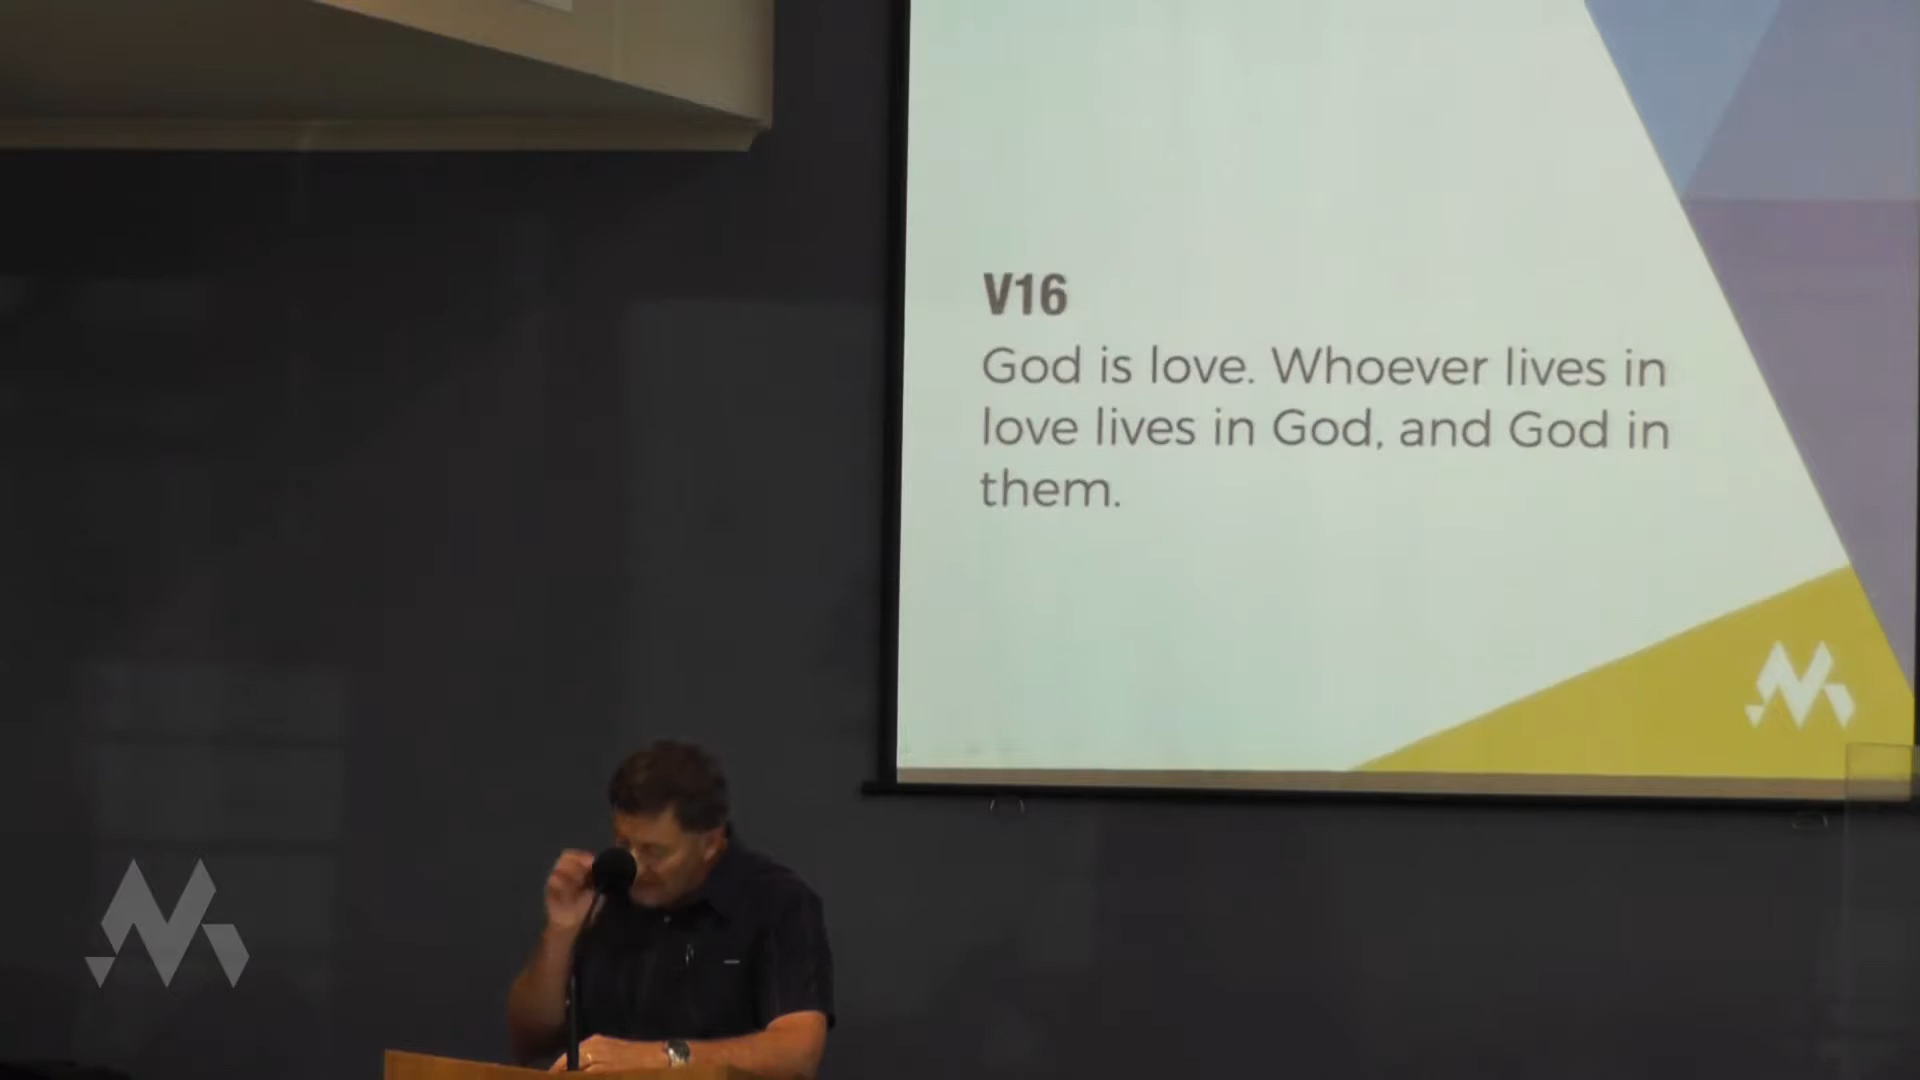 V16
God is love. Whoever lives in
love lives in God, and God in
them.